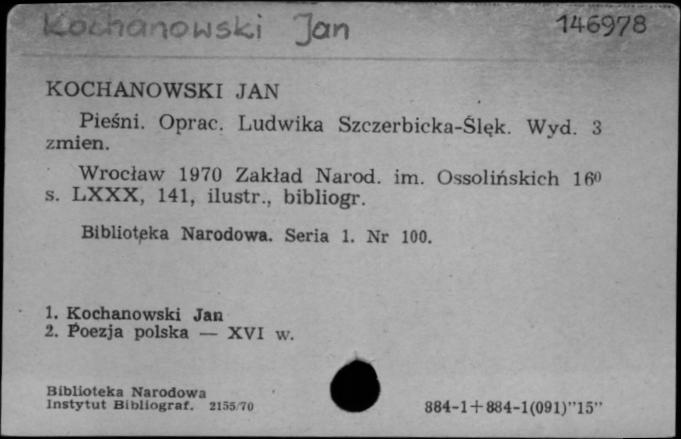 Kochanowski Jan 146978
KOCHANOWSKI JAN
Pieśni. Oprac. Ludwika Szczerbicka-Ślęk. Wyd. 3
zmien.
Wrocław 1970 Zakład Narod. im. Ossolińskich 16⁰
s. LXXX, 141, ilustr., bibliogr.
Biblioteka Narodowa. Seria 1. Nr 100.
1. Kochanowski Jan
2. Poezja polska — XVI w.
Biblioteka Narodowa
Instytut Bibliograf. 2155/70
884-1+884-1(091)"15"